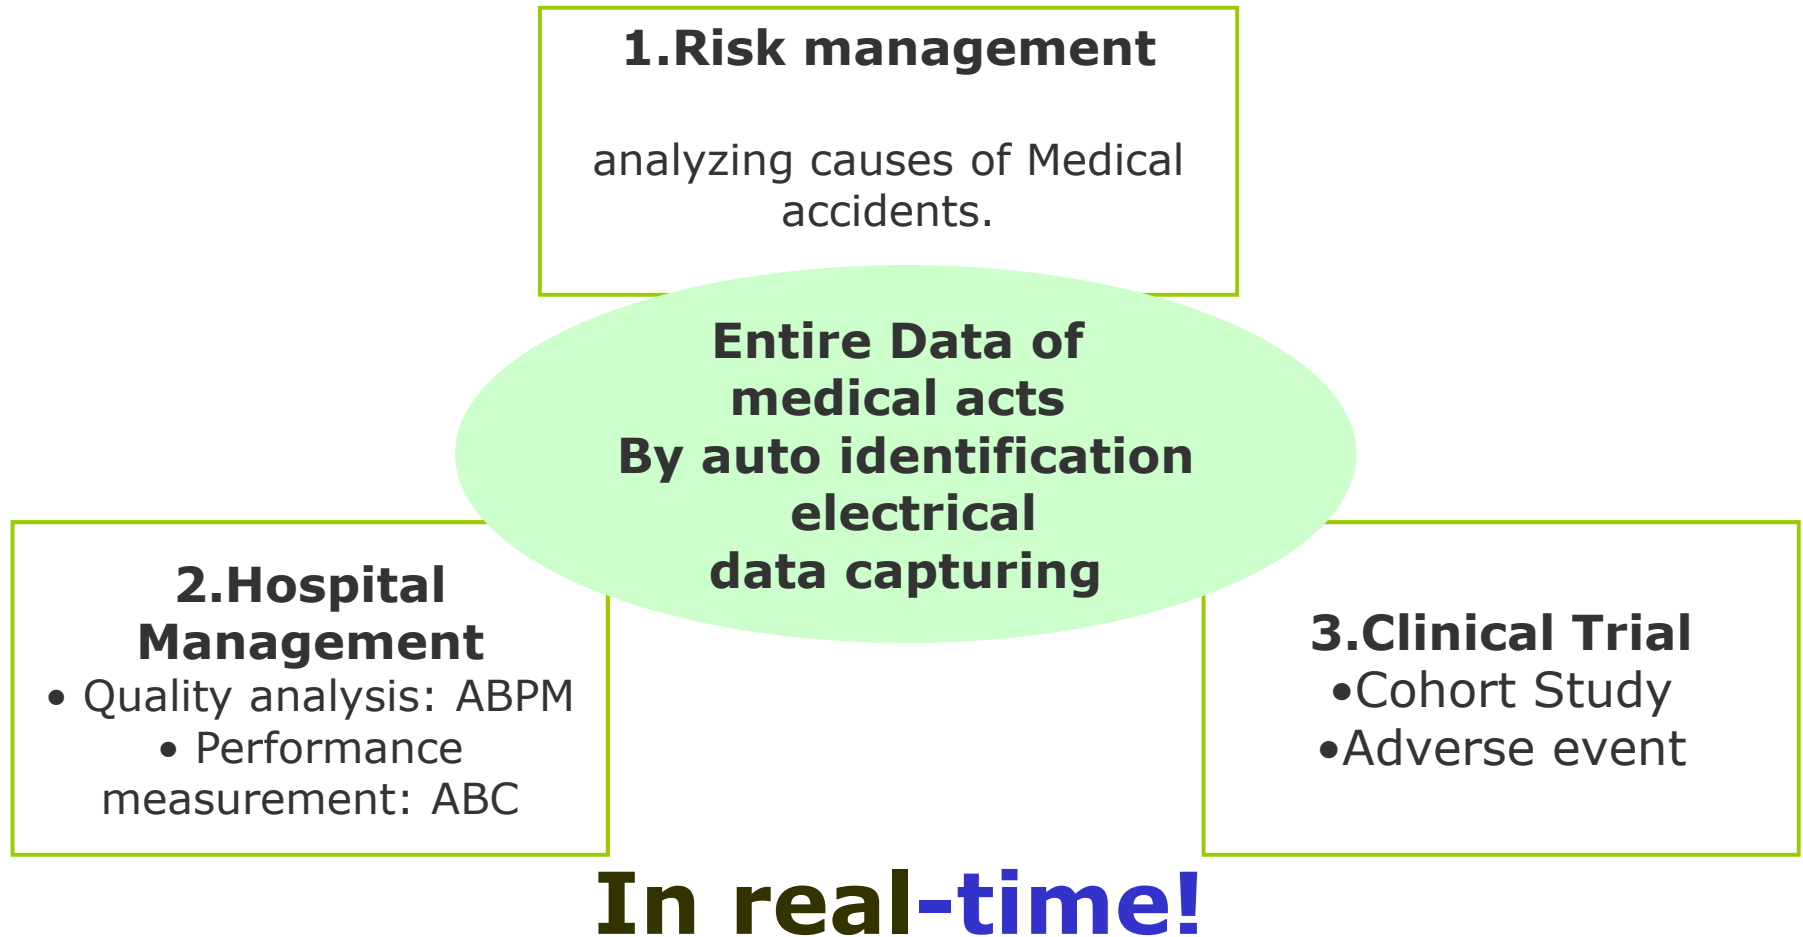 1.Risk management
analyzing causes of Medical
accidents.
Entire Data of
medical acts
By auto identification
electrical
data capturing
2.Hospital
Management
• Quality analysis: ABPM
• Performance
measurement: ABC
3.Clinical Trial
•Cohort Study
•Adverse event
In real-time!